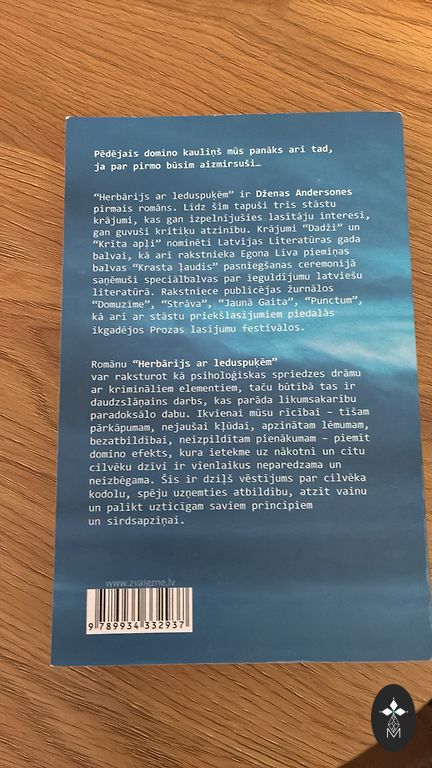 Pēdējais domino kauliņš mūs panāks arī tad,
ja par pirmo būsim aizmirsuši…
“Herbārijs ar leduspuķēm” ir Dženas Andersones
pirmais romāns. Līdz šim tapuši trīs stāstu
krājumi, kas gan izpelnījušies lasītāju interesi,
gan guvuši kritiķu atzinību. Krājumi “Dadži” un
“Krīta apļi” nominēti Latvijas Literatūras gada
balvai, kā arī rakstnieka Egona Līva piemiņas
balvas “Krasta ļaudis” pasniegšanas ceremonijā
saņēmuši speciālbalvas par ieguldījumu latviešu
literatūrā. Rakstniece publicējas žurnālos
“Domuzīme”, “Strāva”, “Jaunā Gaita”, “Punctum”,
kā arī ar stāstu priekšlasījumiem piedalās
ikgadējos Prozas lasījumu festivālos.
Romānu “Herbārijs ar leduspuķēm”
var raksturot kā psiholoģiskas spriedzes drāmu
ar krimināliem elementiem, taču būtībā tas ir
daudzslāņains darbs, kas parāda likumsakarību
paradoksālo dabu. Ikvienai mūsu rīcībai – tīšam
pārkāpumam, nejaušai kļūdai, apzinātam lēmumam,
bezatbildībai, neizpildītam pienākumam – piemīt
domino efekts, kura ietekme uz nākotni un citu
cilvēku dzīvi ir vienlaikus neparedzama un
neizbēgama. Šis ir dziļš vēstījums par cilvēka
kodolu, spēju uzņemties atbildību, atzīt vainu
un palikt uzticīgam saviem principiem
un sirdsapziņai.
www.zvaigzne.lv
9 789934 332937
M